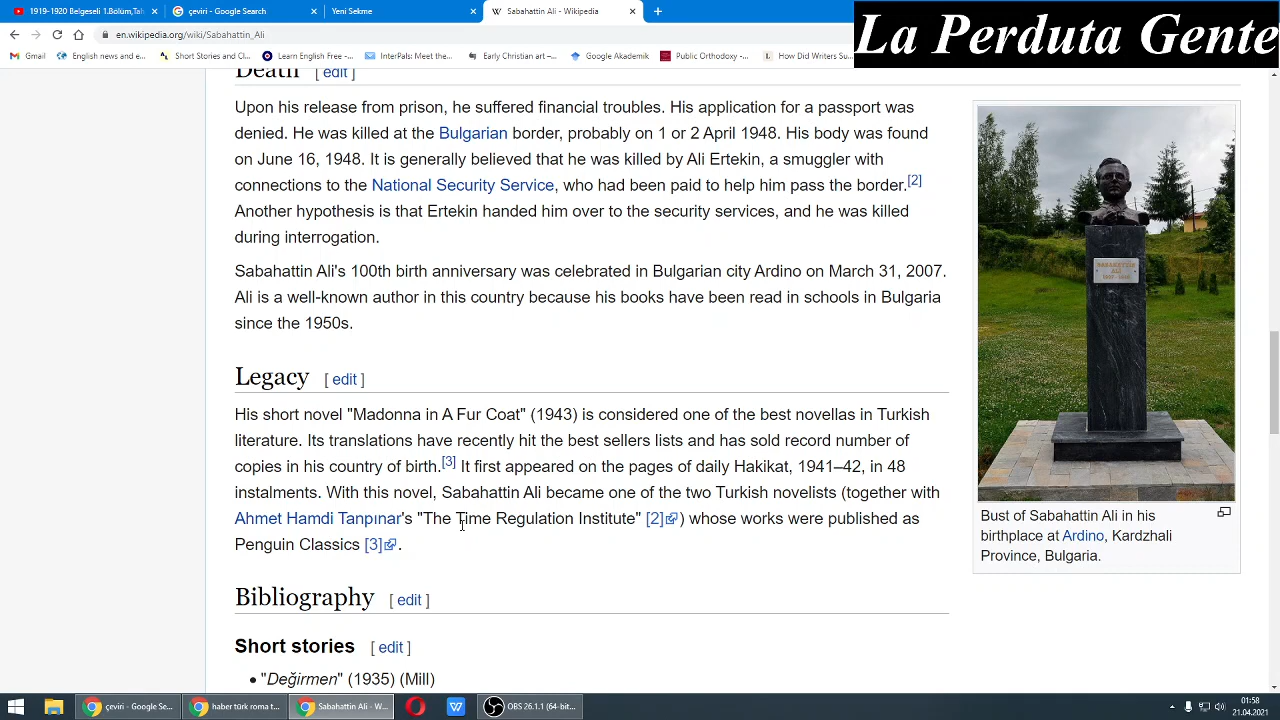 1919-1920 Belgeseli 1.Bölüm,Tah
çeviri - Google Search
Yeni Sekme
Sabahattin Ali - Wikipedia
La Perduta Gente
en.wikipedia.org/wiki/Sabahattin_Ali
Gmail
English news and e...
Short Stories and Cl...
Learn English Free -...
InterPals: Meet the...
Early Christian art –...
Google Akademik
Public Orthodoxy –...
How Did Writers Su...
Death [ edit ]
Upon his release from prison, he suffered financial troubles. His application for a passport was
denied. He was killed at the Bulgarian border, probably on 1 or 2 April 1948. His body was found
on June 16, 1948. It is generally believed that he was killed by Ali Ertekin, a smuggler with
connections to the National Security Service, who had been paid to help him pass the border.[2]
Another hypothesis is that Ertekin handed him over to the security services, and he was killed
during interrogation.
Sabahattin Ali's 100th birth anniversary was celebrated in Bulgarian city Ardino on March 31, 2007.
Ali is a well-known author in this country because his books have been read in schools in Bulgaria
since the 1950s.
Legacy [ edit ]
His short novel "Madonna in A Fur Coat" (1943) is considered one of the best novellas in Turkish
literature. Its translations have recently hit the best sellers lists and has sold record number of
copies in his country of birth.[3] It first appeared on the pages of daily Hakikat, 1941–42, in 48
instalments. With this novel, Sabahattin Ali became one of the two Turkish novelists (together with
Ahmet Hamdi Tanpınar's "The Time Regulation Institute" [2]) whose works were published as
Penguin Classics [3].
Bibliography [ edit ]
Short stories [ edit ]
• "Değirmen" (1935) (Mill)
SABAHATTİN
ALİ
Bust of Sabahattin Ali in his
birthplace at Ardino, Kardzhali
Province, Bulgaria.
çeviri - Google Se...
haber türk roma t...
Sabahattin Ali - W...
OBS 26.1.1 (64-bit...
01:58
21.04.2021